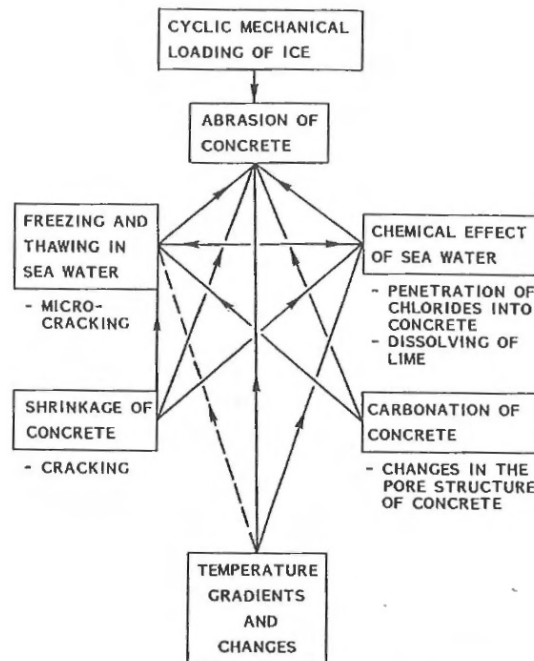 CYCLIC MECHANICAL
LOADING OF ICE
ABRASION OF
CONCRETE
FREEZING AND
THAWING IN
SEA WATER
- MICRO-
CRACKING
CHEMICAL EFFECT
OF SEA WATER
- PENETRATION OF
CHLORIDES INTO
CONCRETE
- DISSOLVING OF
LIME
SHRINKAGE OF
CONCRETE
- CRACKING
CARBONATION OF
CONCRETE
- CHANGES IN THE
PORE STRUCTURE
OF CONCRETE
TEMPERATURE
GRADIENTS
AND
CHANGES